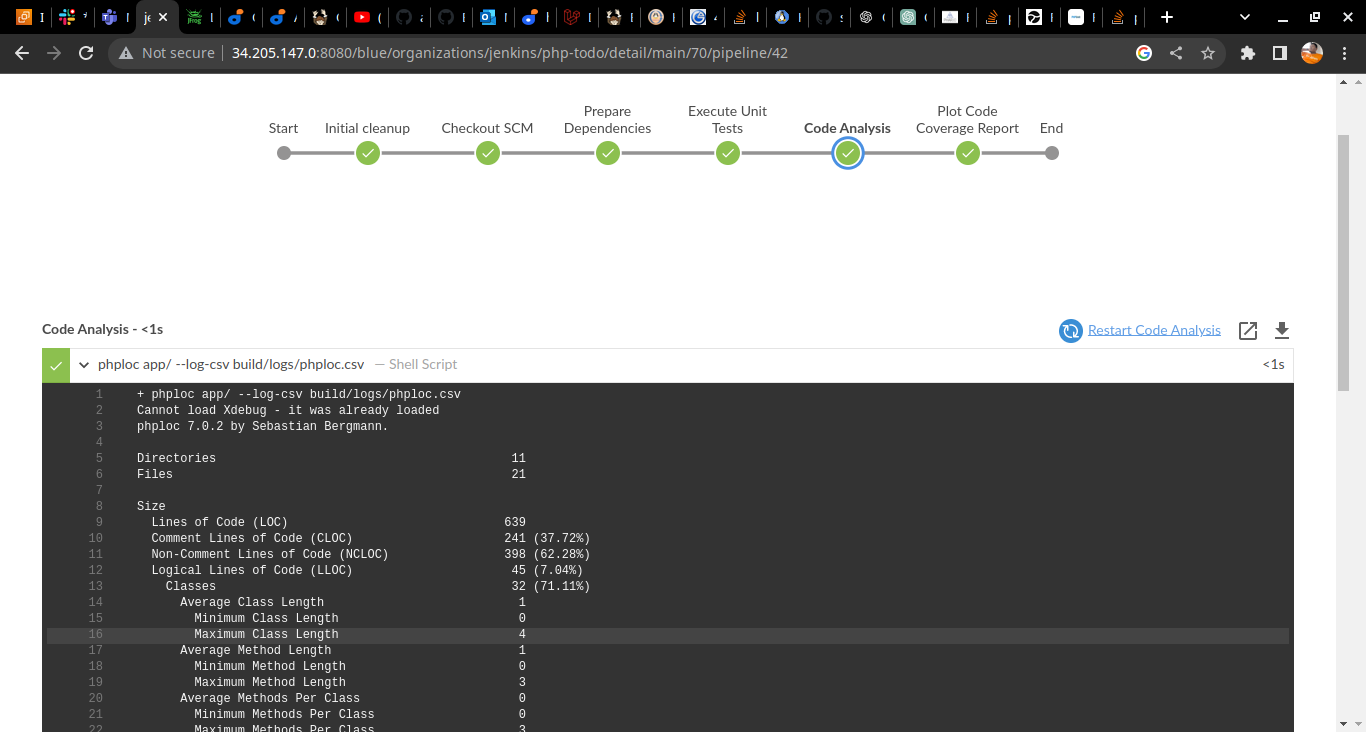 Not secure
34.205.147.0:8080/blue/organizations/jenkins/php-todo/detail/main/70/pipeline/42
Start
Initial cleanup
Checkout SCM
Prepare
Dependencies
Execute Unit
Tests
Code Analysis
Plot Code
Coverage Report
End
Code Analysis - <1s
Restart Code Analysis
phploc app/ --log-csv build/logs/phploc.csv — Shell Script
<1s
1 + phploc app/ --log-csv build/logs/phploc.csv
2 Cannot load Xdebug - it was already loaded
3 phploc 7.0.2 by Sebastian Bergmann.
4
5 Directories 11
6 Files 21
7
8 Size
9 Lines of Code (LOC) 639
10 Comment Lines of Code (CLOC) 241 (37.72%)
11 Non-Comment Lines of Code (NCLOC) 398 (62.28%)
12 Logical Lines of Code (LLOC) 45 (7.04%)
13 Classes 32 (71.11%)
14 Average Class Length 1
15 Minimum Class Length 0
16 Maximum Class Length 4
17 Average Method Length 1
18 Minimum Method Length 0
19 Maximum Method Length 3
20 Average Methods Per Class 0
21 Minimum Methods Per Class 0
22 Maximum Methods Per Class 3